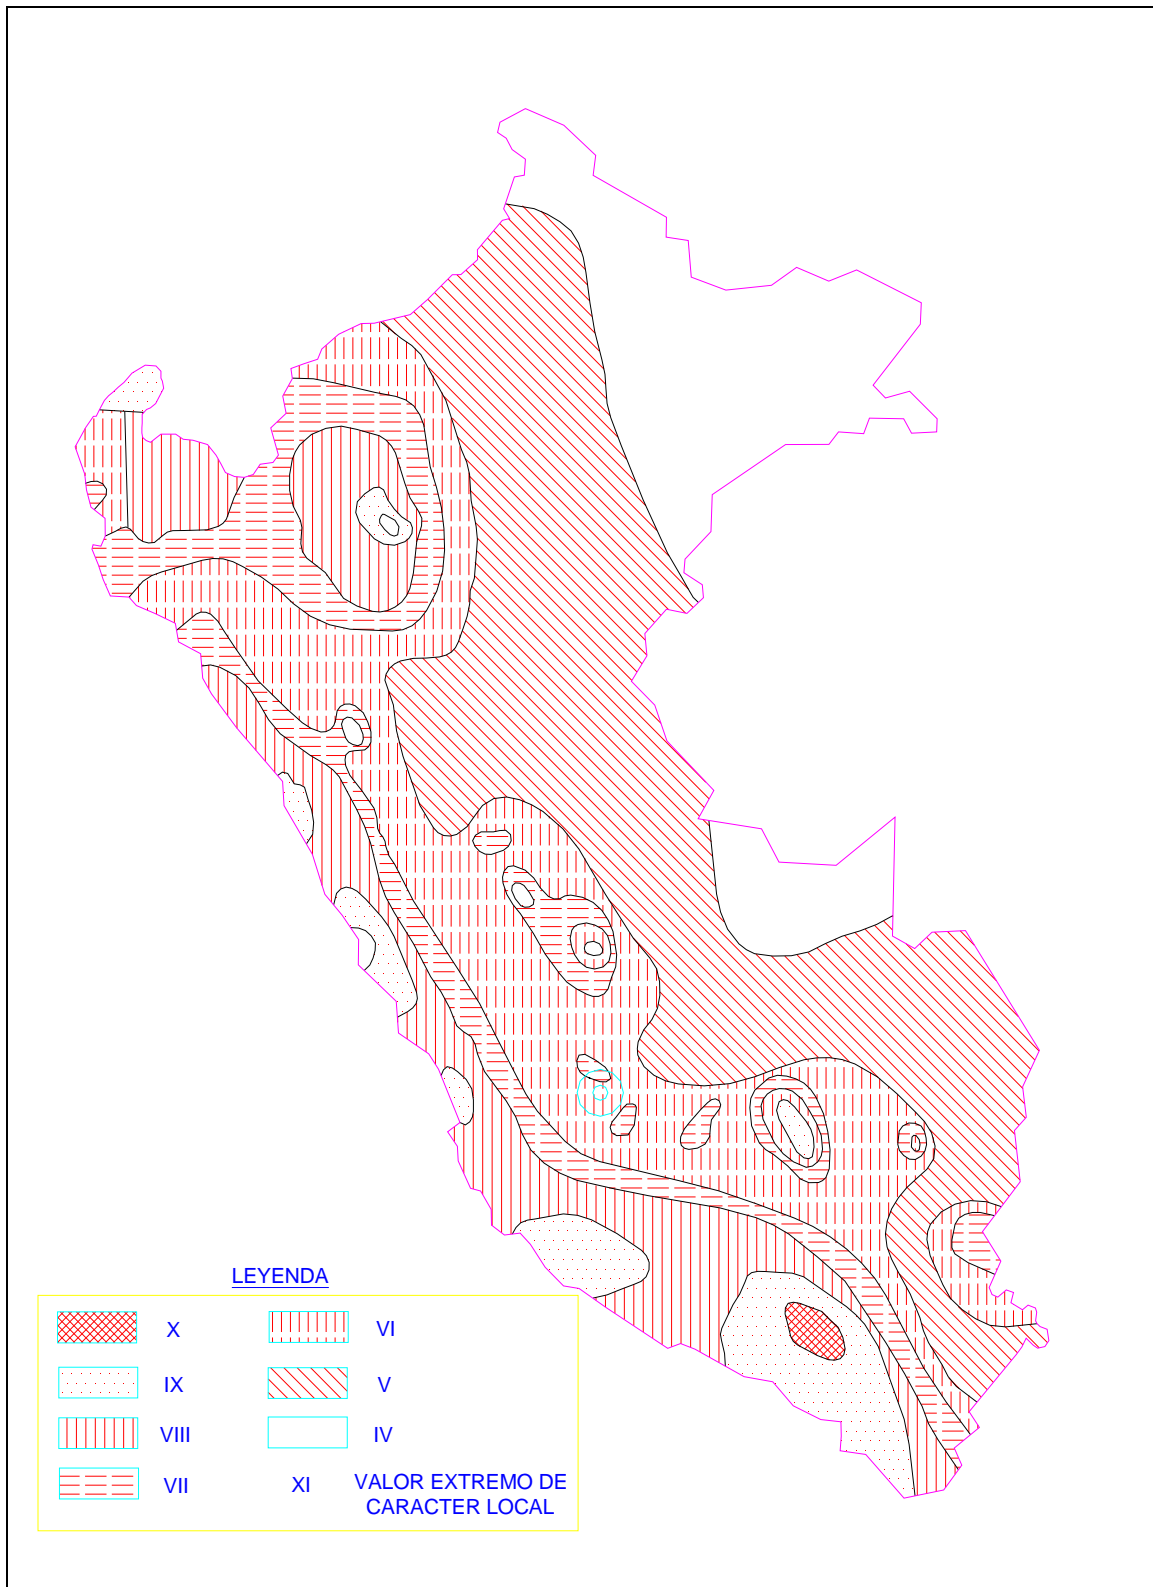 LEYENDA
X
VI
IX
V
VIII
IV
VII
XI
VALOR EXTREMO DE
CARACTER LOCAL